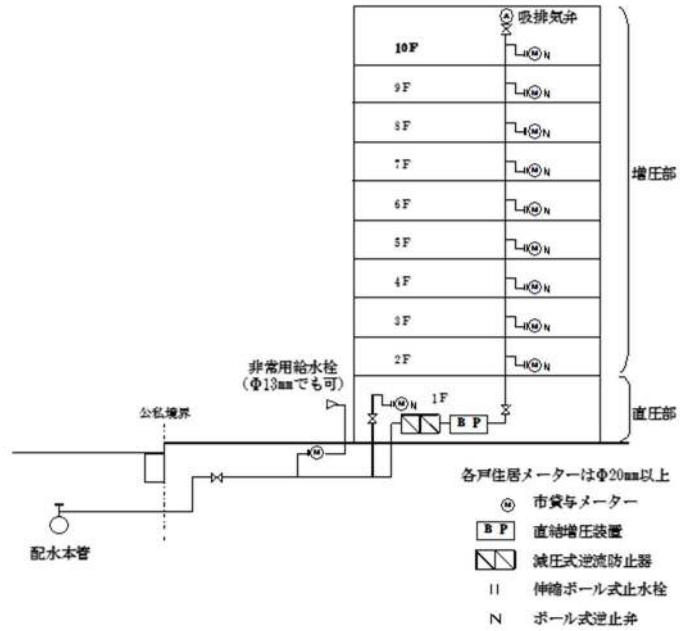 A 吸排気弁
10F
M N
9F
M N
8F
M N
7F
M N
増圧部
6F
M N
5F
M N
4F
M N
3F
M N
2F
M N
非常用給水栓
(Φ13mmでも可)
M N
1F
直圧部
公私境界
BP
M
各戸住居メーターはΦ20mm以上
M 市貸与メーター
配水本管
BP 直結増圧装置
減圧式逆流防止器
伸縮ボール式止水栓
N ボール式逆止弁